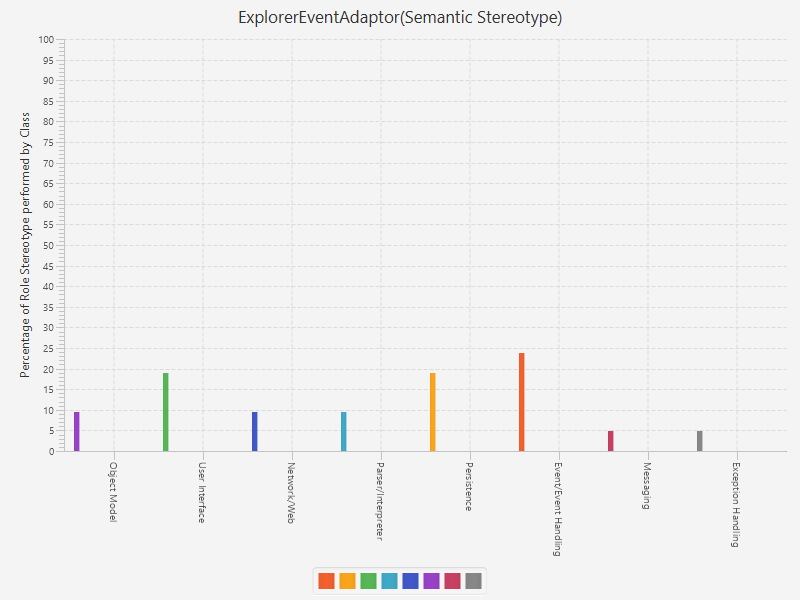 ExplorerEventAdaptor(Semantic Stereotype)
Percentage of Role Stereotype performed by Class
100
95
90
85
80
75
70
65
60
55
50
45
40
35
30
25
20
15
10
5
0
Object Model
User Interface
Network/Web
Parser/Interpreter
Persistence
Event/Event Handling
Messaging
Exception Handling